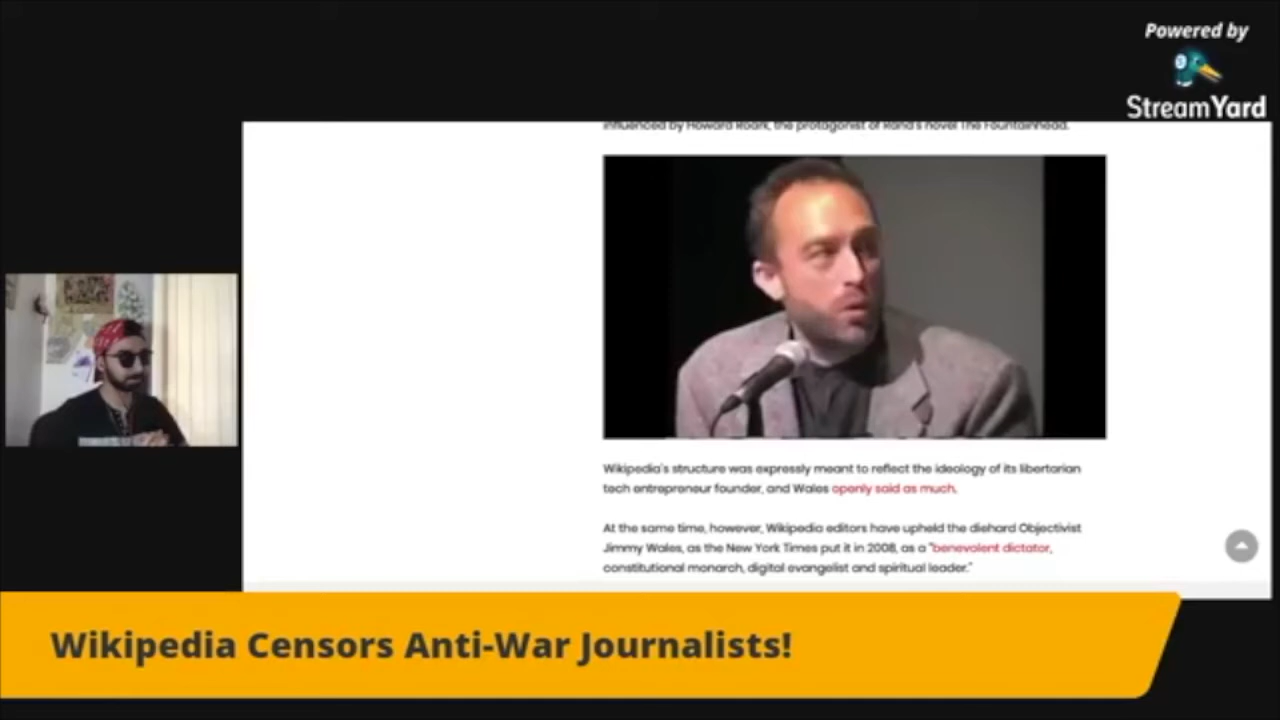 Powered by
StreamYard
influenced by Howard Roark, the protagonist of Rand's novel The Fountainhead.
Wikipedia's structure was expressly meant to reflect the ideology of its libertarian
tech entrepreneur founder, and Wales openly said as much.
At the same time, however, Wikipedia editors have upheld the diehard Objectivist
Jimmy Wales, as the New York Times put it in 2008, as a "benevolent dictator,
constitutional monarch, digital evangelist and spiritual leader."
Wikipedia Censors Anti-War Journalists!